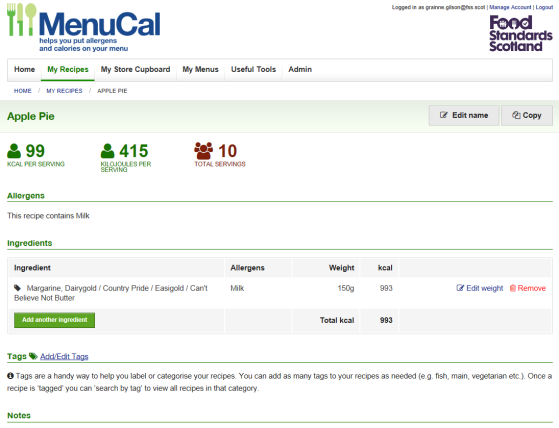 Logged in as grainne.gilson@fss.scot | Manage Account | Logout
MenuCal
helps you put allergens
and calories on your menu
Food
Standards
Scotland
Home My Recipes My Store Cupboard My Menus Useful Tools Admin
HOME / MY RECIPES / APPLE PIE
Apple Pie
Edit name Copy
99
KCAL PER SERVING
415
KILOJOULES PER
SERVING
10
TOTAL SERVINGS
Allergens
This recipe contains Milk
Ingredients
Ingredient Allergens Weight kcal
Margarine, Dairygold / Country Pride / Easigold / Can't
Believe Not Butter
Milk 150g 993 Edit weight Remove
Add another ingredient Total kcal 993
Tags Add/Edit Tags
Tags are a handy way to help you label or categorise your recipes. You can add as many tags to your recipes as needed (e.g. fish, main, vegetarian etc.). Once a
recipe is 'tagged' you can 'search by tag' to view all recipes in that category.
Notes